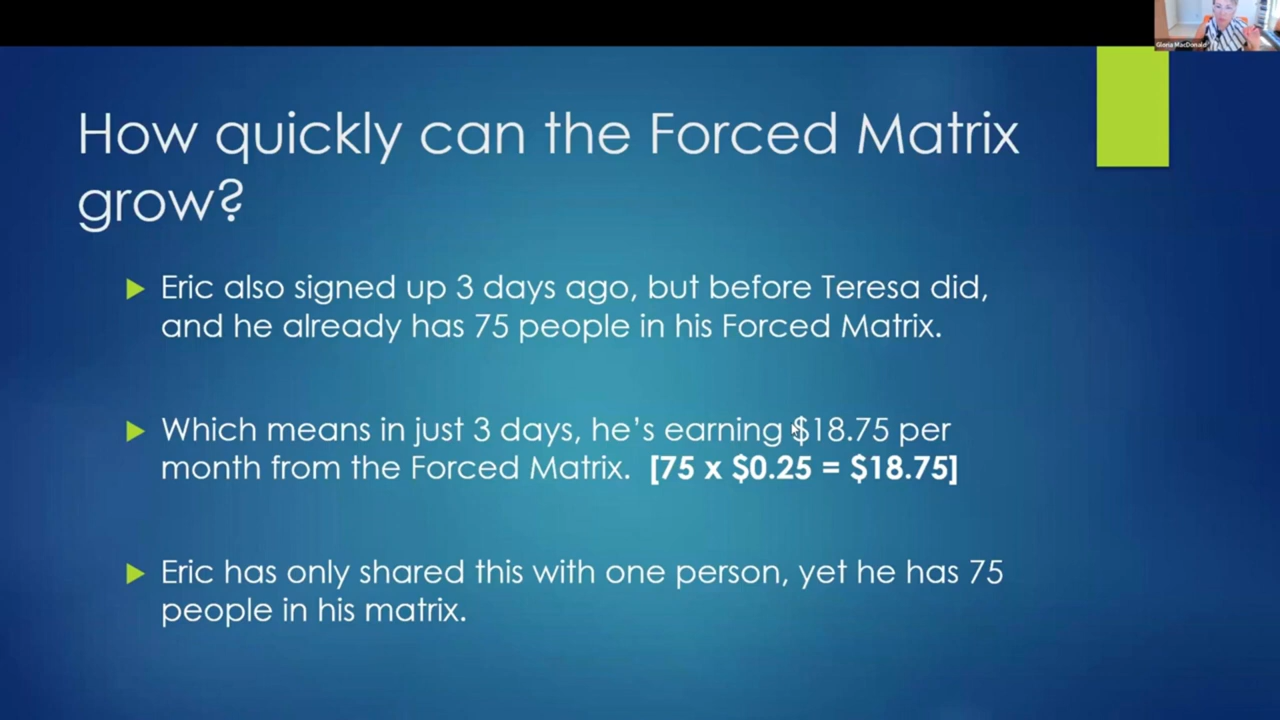 Gloria MacDonald
How quickly can the Forced Matrix
grow?
Eric also signed up 3 days ago, but before Teresa did,
and he already has 75 people in his Forced Matrix.
Which means in just 3 days, he's earning $18.75 per
month from the Forced Matrix. [75 x $0.25 = $18.75]
Eric has only shared this with one person, yet he has 75
people in his matrix.